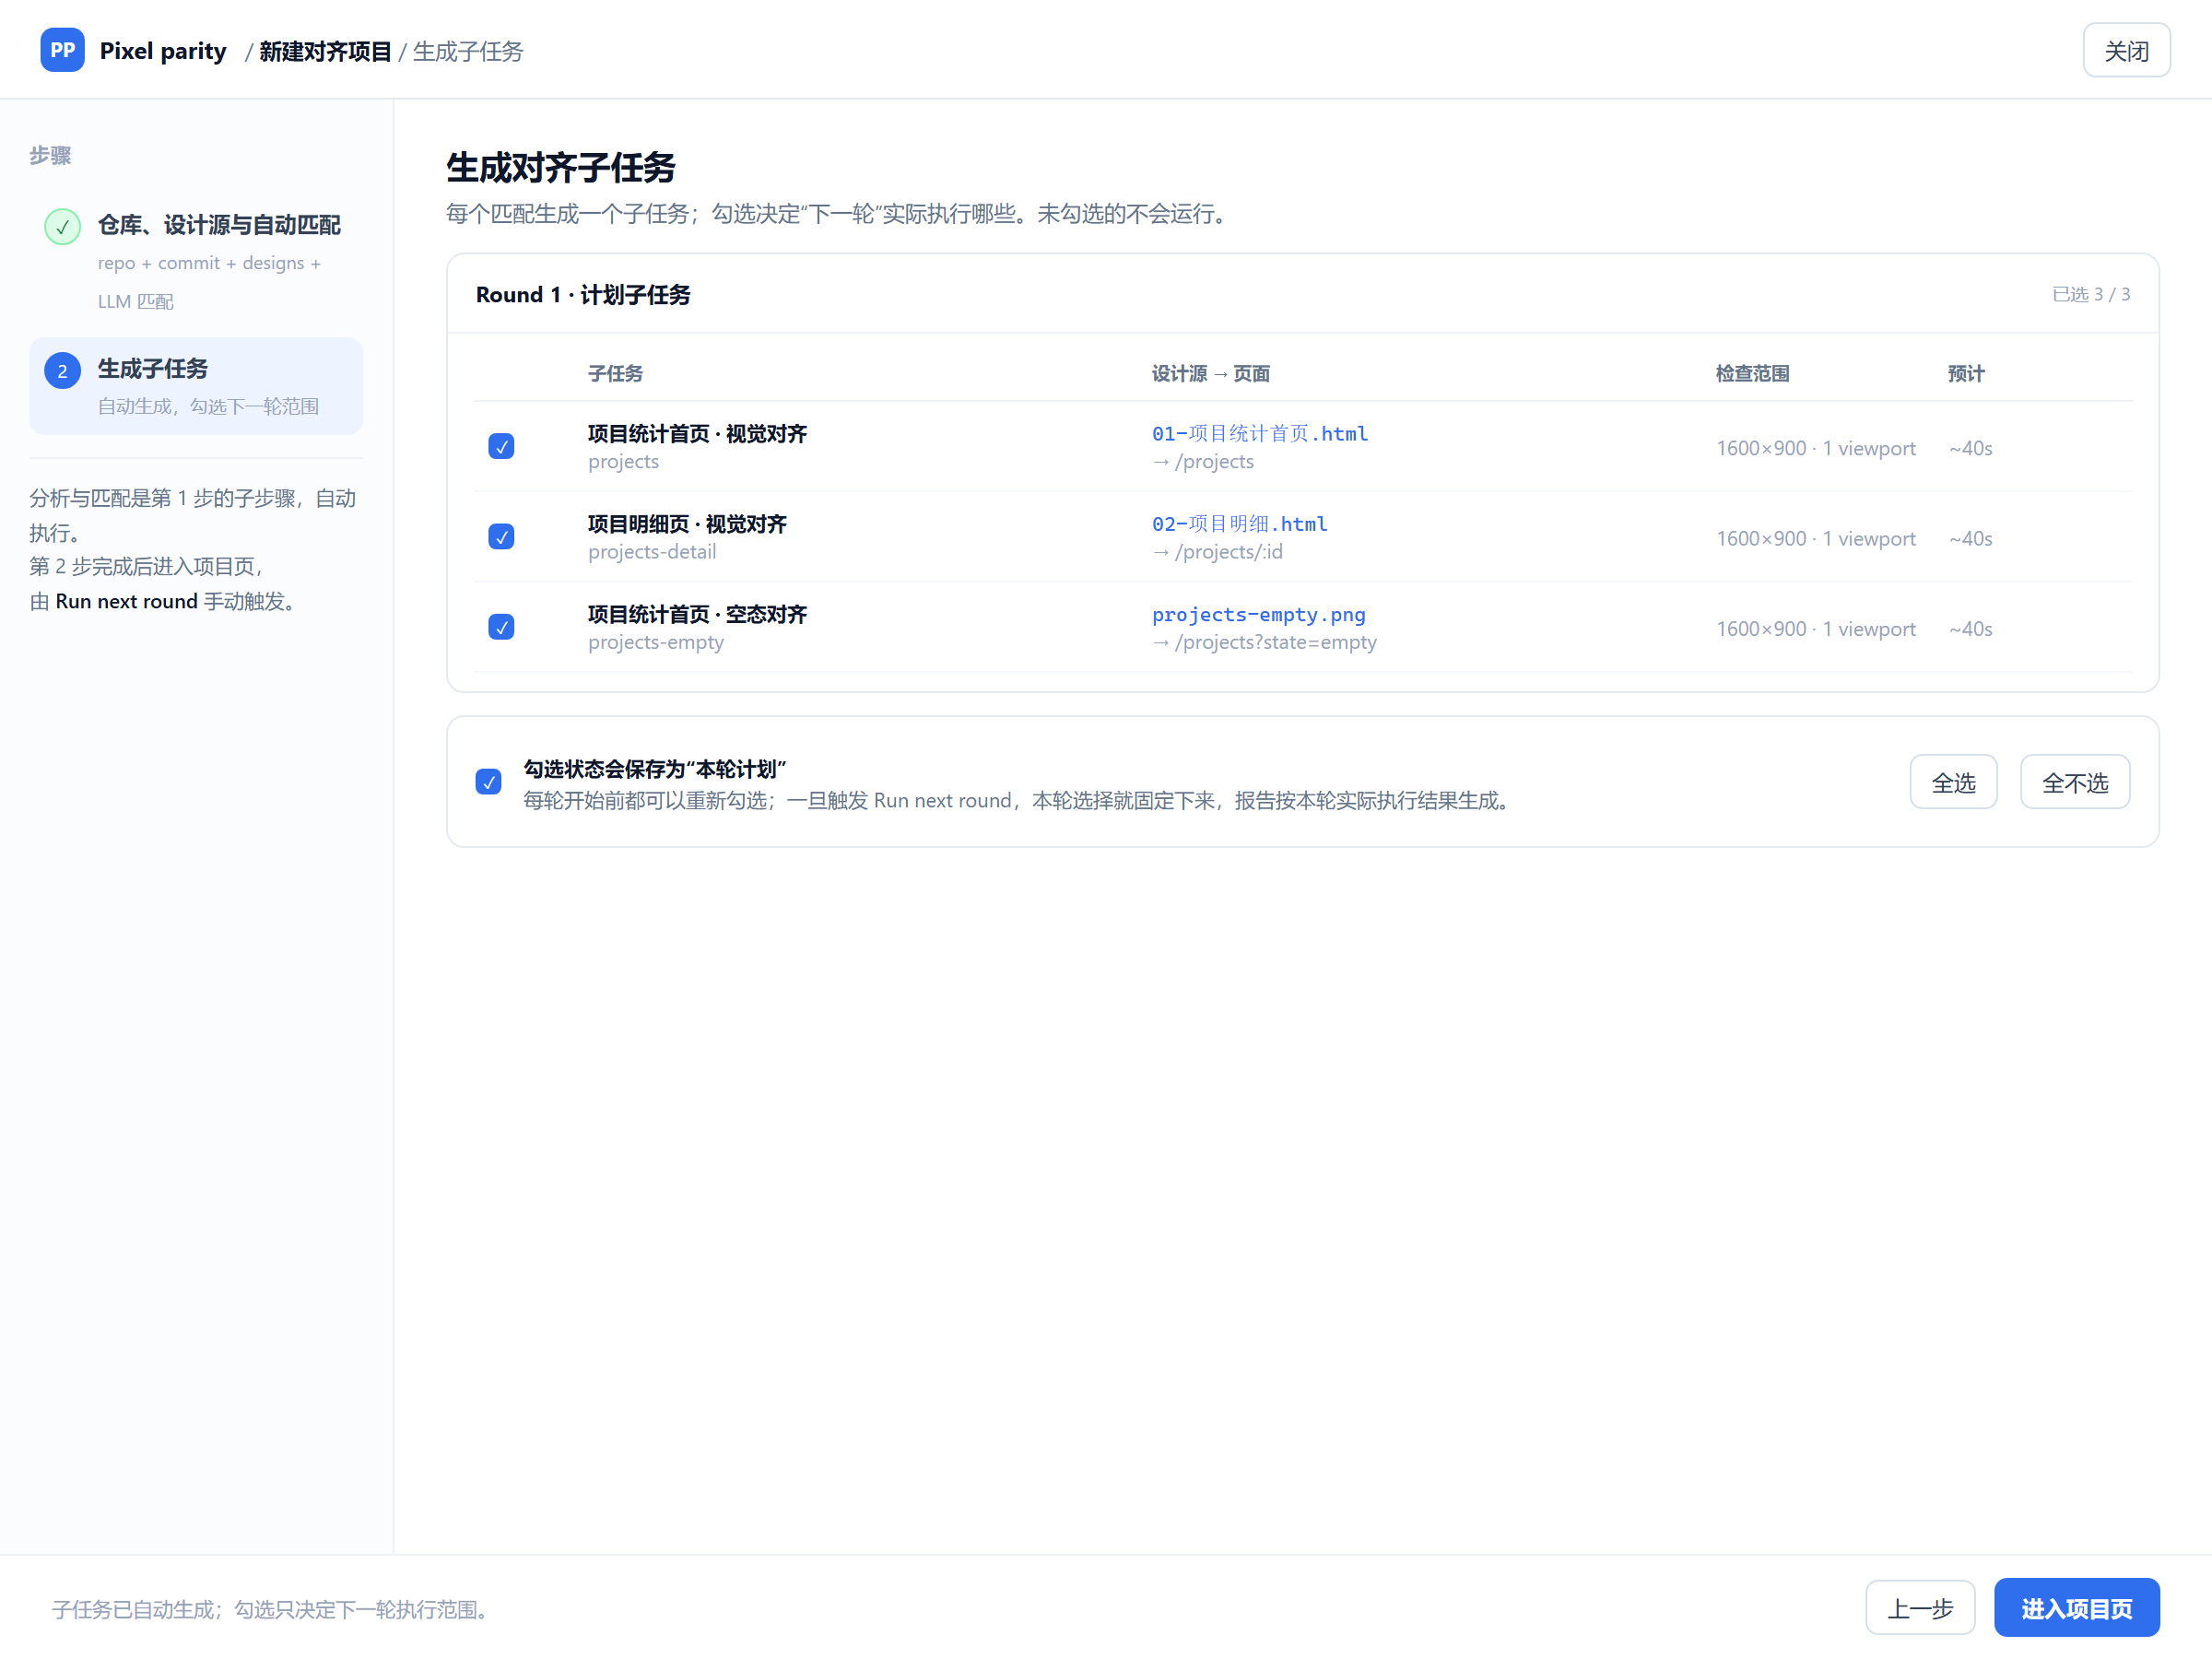 PP Pixel parity / 新建对齐项目 / 生成子任务
关闭
步骤
✓ 仓库、设计源与自动匹配
repo + commit + designs +
LLM 匹配
2 生成子任务
自动生成，勾选下一轮范围
分析与匹配是第 1 步的子步骤，自动
执行。
第 2 步完成后进入项目页，
由 Run next round 手动触发。
生成对齐子任务
每个匹配生成一个子任务；勾选决定“下一轮”实际执行哪些。未勾选的不会运行。
Round 1 · 计划子任务 已选 3 / 3
子任务 设计源 → 页面 检查范围 预计
✓ 项目统计首页 · 视觉对齐 01-项目统计首页.html 1600×900 · 1 viewport ~40s
projects → /projects
✓ 项目明细页 · 视觉对齐 02-项目明细.html 1600×900 · 1 viewport ~40s
projects-detail → /projects/:id
✓ 项目统计首页 · 空态对齐 projects-empty.png 1600×900 · 1 viewport ~40s
projects-empty → /projects?state=empty
✓ 勾选状态会保存为“本轮计划”
每轮开始前都可以重新勾选；一旦触发 Run next round，本轮选择就固定下来，报告按本轮实际执行结果生成。
全选 全不选
子任务已自动生成；勾选只决定下一轮执行范围。
上一步 进入项目页